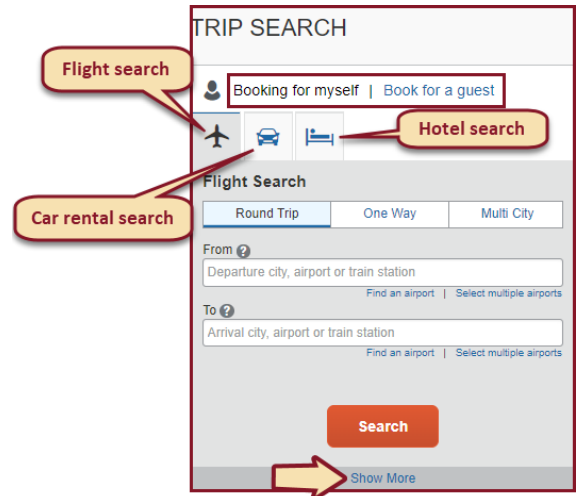 TRIP SEARCH
Flight search
Booking for myself | Book for a guest
Hotel search
Flight Search
Car rental search
Round Trip One Way Multi City
From ?
Departure city, airport or train station
Find an airport | Select multiple airports
To ?
Arrival city, airport or train station
Find an airport | Select multiple airports
Search
Show More